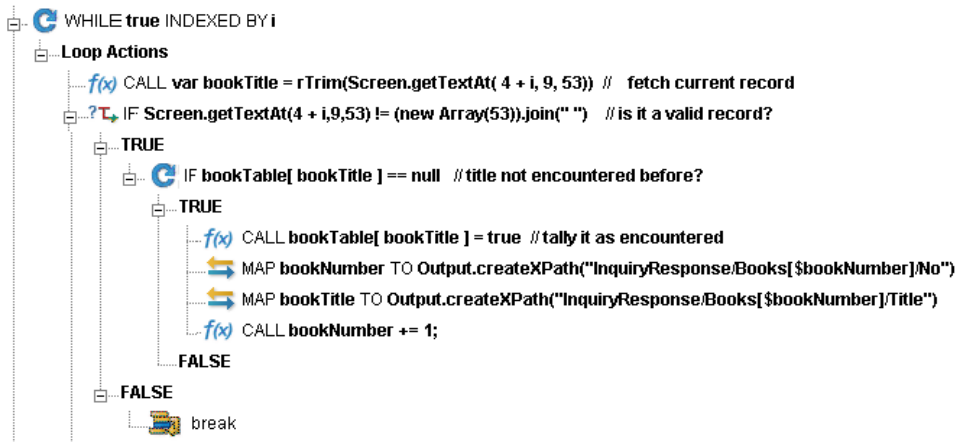 WHILE true INDEXED BY i
Loop Actions
f(x) CALL var bookTitle = rTrim(Screen.getTextAt( 4 + i, 9, 53)) // fetch current record
? IF Screen.getTextAt(4 + i,9,53) != (new Array(53)).join(" ") // is it a valid record?
TRUE
IF bookTable[ bookTitle ] == null // title not encountered before?
TRUE
f(x) CALL bookTable[ bookTitle ] = true // tally it as encountered
MAP bookNumber TO Output.createXPath("InquiryResponse/Books[$bookNumber]/No")
MAP bookTitle TO Output.createXPath("InquiryResponse/Books[$bookNumber]/Title")
f(x) CALL bookNumber += 1;
FALSE
FALSE
break